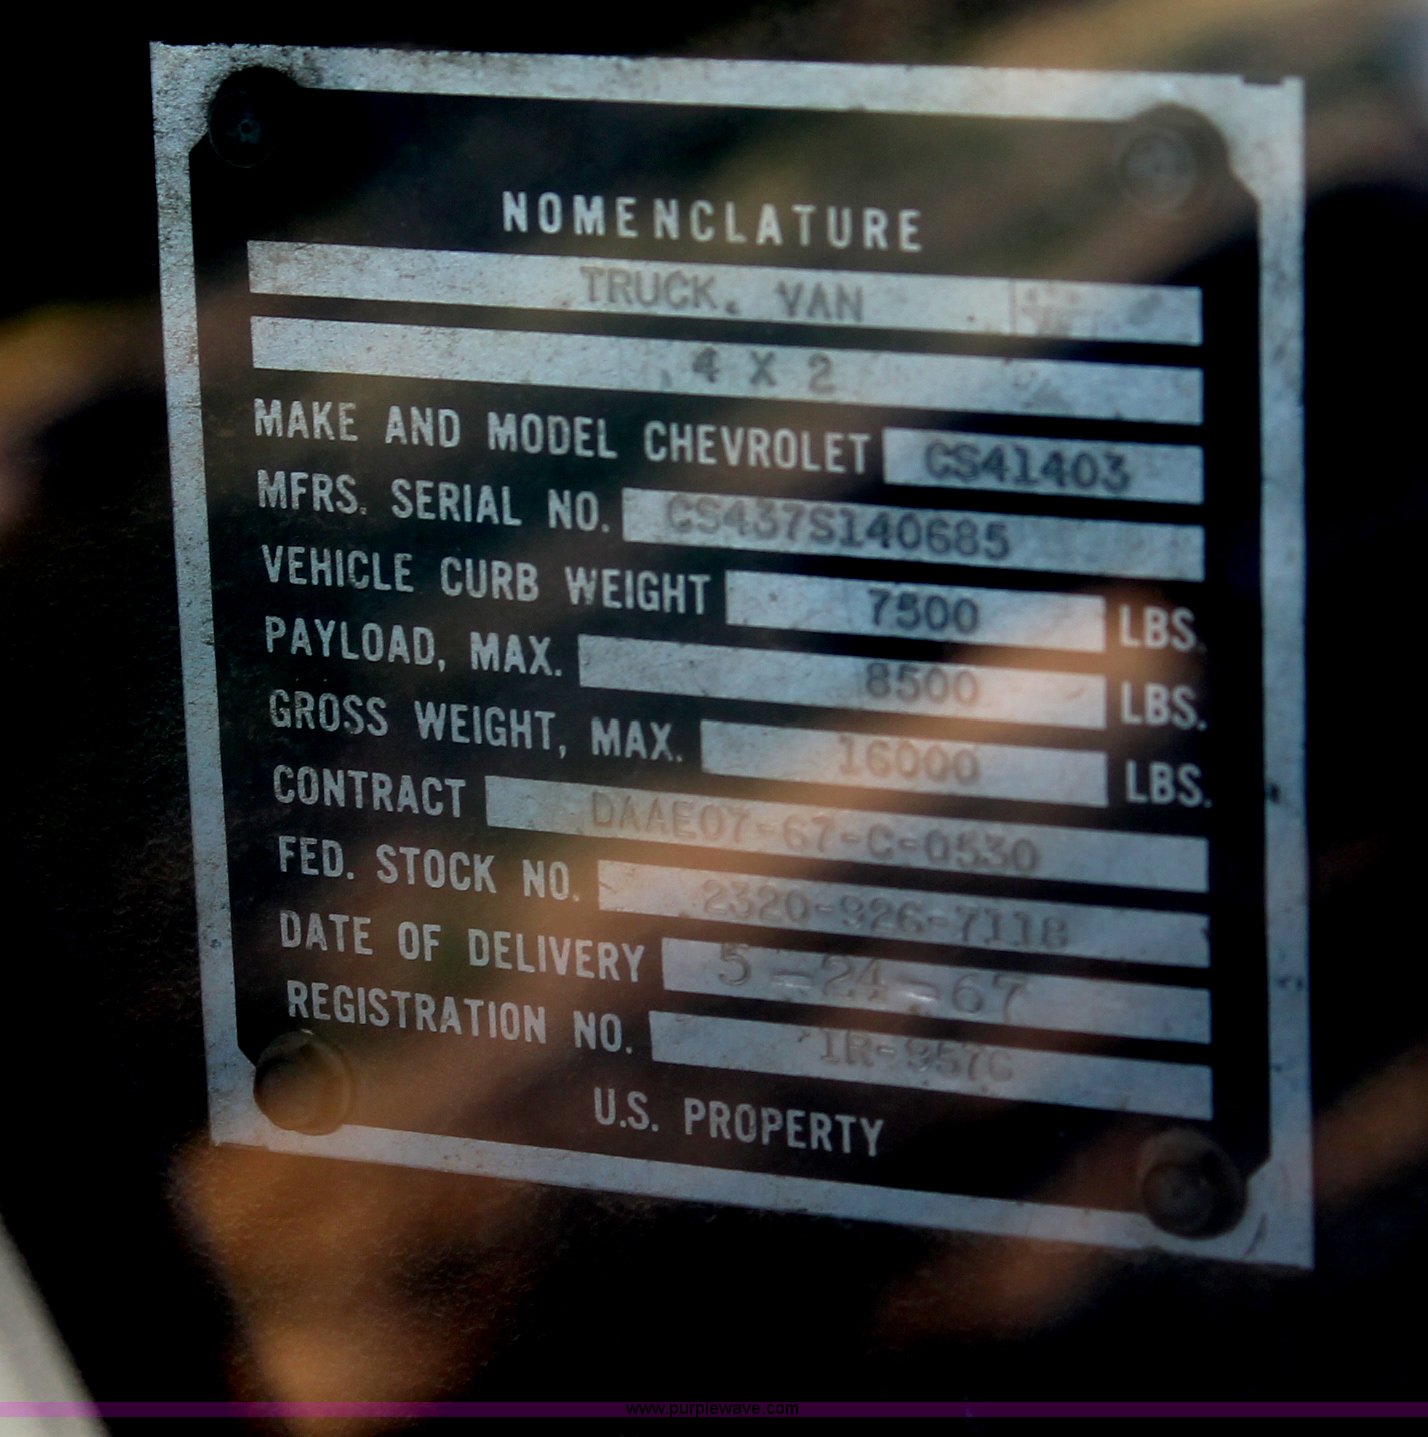 NOMENCLATURE
TRUCK. VAN
4 X 2
MAKE AND MODEL CHEVROLET CS41403
MFRS. SERIAL NO. CS437S140685
VEHICLE CURB WEIGHT 7500 LBS.
PAYLOAD, MAX. 8500 LBS.
GROSS WEIGHT, MAX. 16000 LBS.
CONTRACT DAAE07-67-C-0530
FED. STOCK NO. 2320-926-7118
DATE OF DELIVERY 5-24-67
REGISTRATION NO.
U.S. PROPERTY
www.purplewave.com